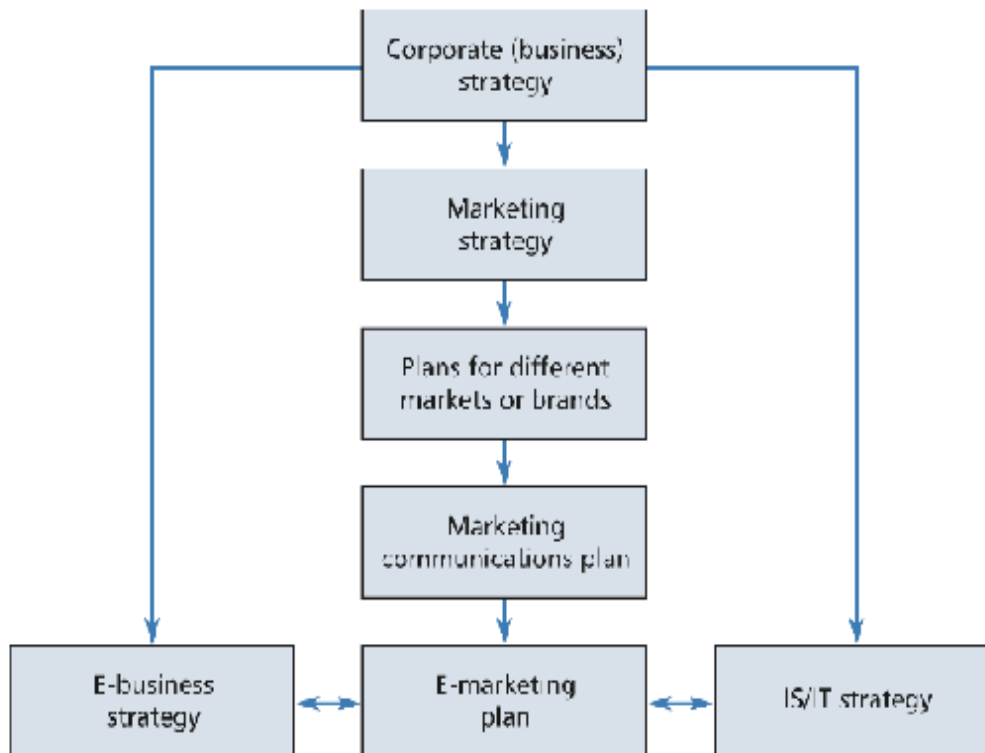 Corporate (business)
strategy
Marketing
strategy
Plans for different
markets or brands
Marketing
communications plan
E-business
strategy
E-marketing
plan
IS/IT strategy